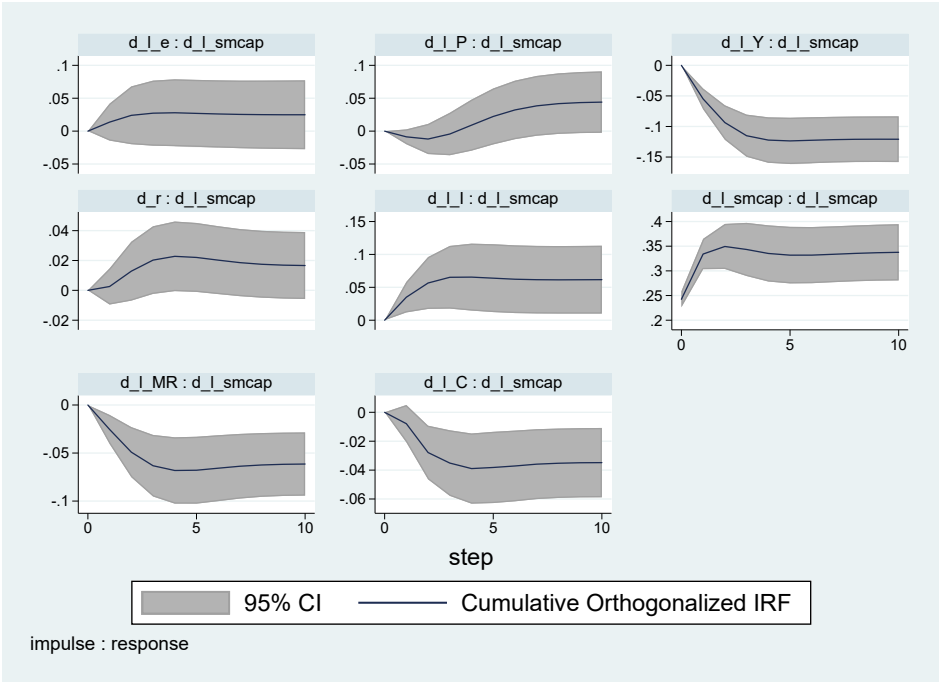 d_l_e : d_l_smcap
d_l_P : d_l_smcap
d_l_Y : d_l_smcap
.1
.05
0
-.05
.1
.05
0
-.05
0
-.05
-.1
-.15
d_r : d_l_smcap
d_l_I : d_l_smcap
d_l_smcap : d_l_smcap
.04
.02
0
-.02
.15
.1
.05
0
.4
.35
.3
.25
.2
0 5 10
d_l_MR : d_l_smcap
d_l_C : d_l_smcap
0
-.05
-.1
0
-.02
-.04
-.06
0 5 10
0 5 10
step
95% CI
Cumulative Orthogonalized IRF
impulse : response